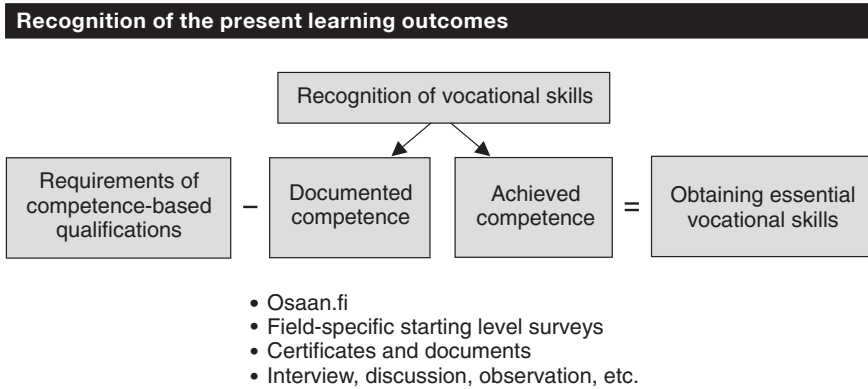 Recognition of the present learning outcomes
Recognition of vocational skills
Requirements of
competence-based
qualifications
–
Documented
competence
Achieved
competence
=
Obtaining essential
vocational skills
• Osaan.fi
• Field-specific starting level surveys
• Certificates and documents
• Interview, discussion, observation, etc.